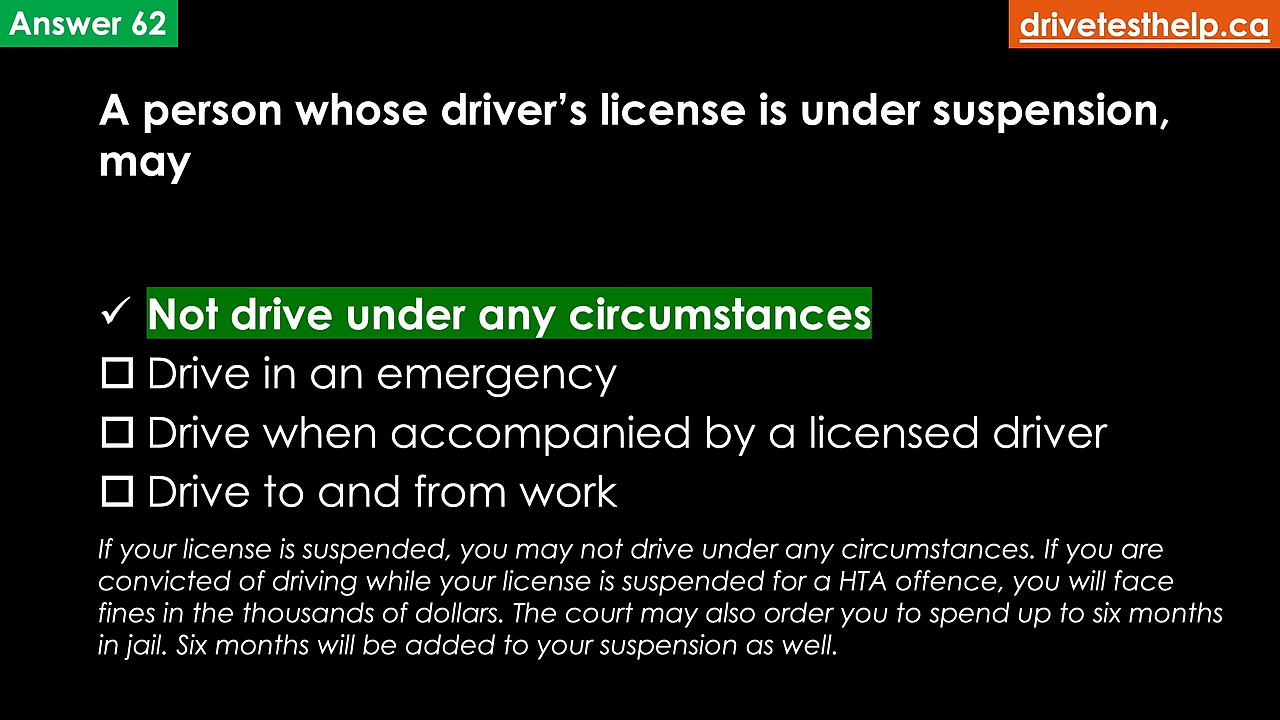 Answer 62
drivetesthelp.ca
A person whose driver’s license is under suspension,
may
✓ Not drive under any circumstances
☐ Drive in an emergency
☐ Drive when accompanied by a licensed driver
☐ Drive to and from work
If your license is suspended, you may not drive under any circumstances. If you are
convicted of driving while your license is suspended for a HTA offence, you will face
fines in the thousands of dollars. The court may also order you to spend up to six months
in jail. Six months will be added to your suspension as well.